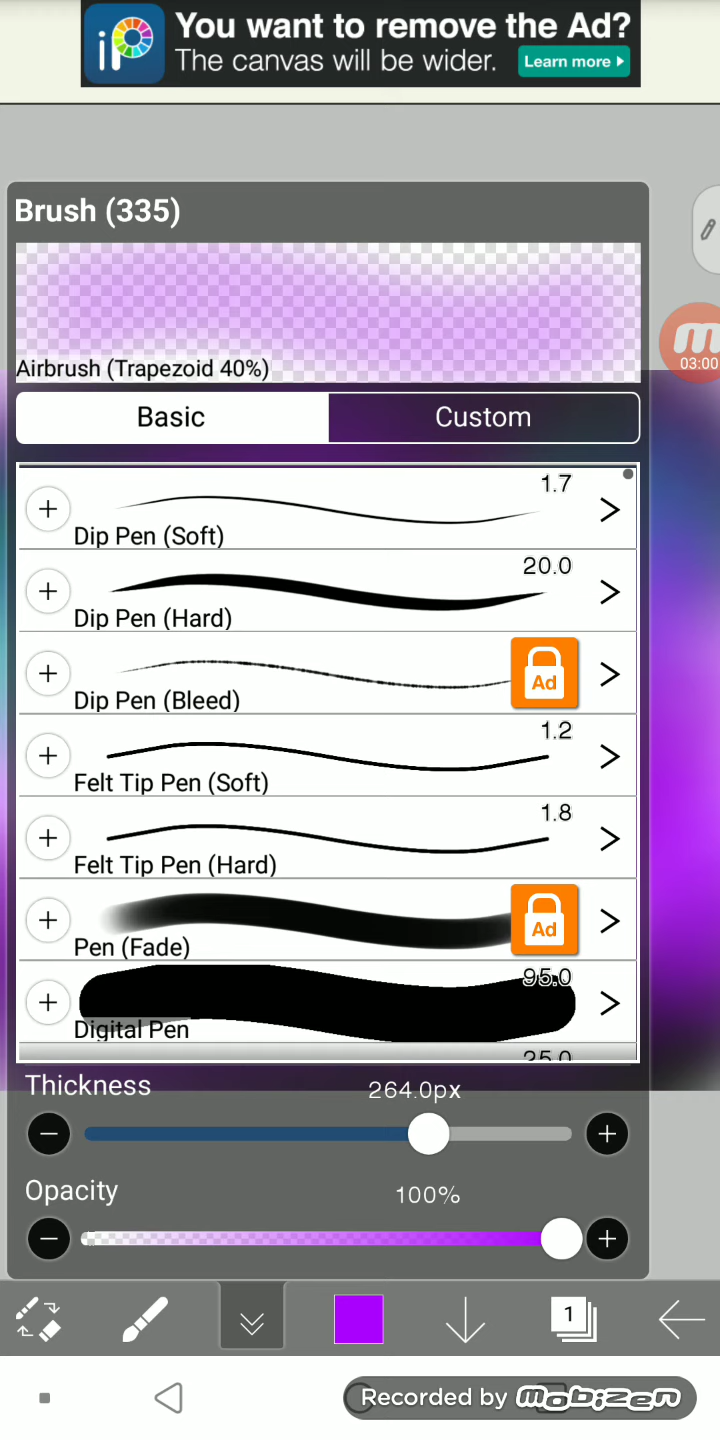 iP
You want to remove the Ad?
The canvas will be wider.
Learn more
Brush (335)
Airbrush (Trapezoid 40%)
Basic
Custom
1.7
Dip Pen (Soft)
20.0
Dip Pen (Hard)
Ad
Dip Pen (Bleed)
1.2
Felt Tip Pen (Soft)
1.8
Felt Tip Pen (Hard)
Ad
Pen (Fade)
95.0
Digital Pen
25.0
Thickness
264.0px
Opacity
100%
1
m
03:00
Recorded by mobizen